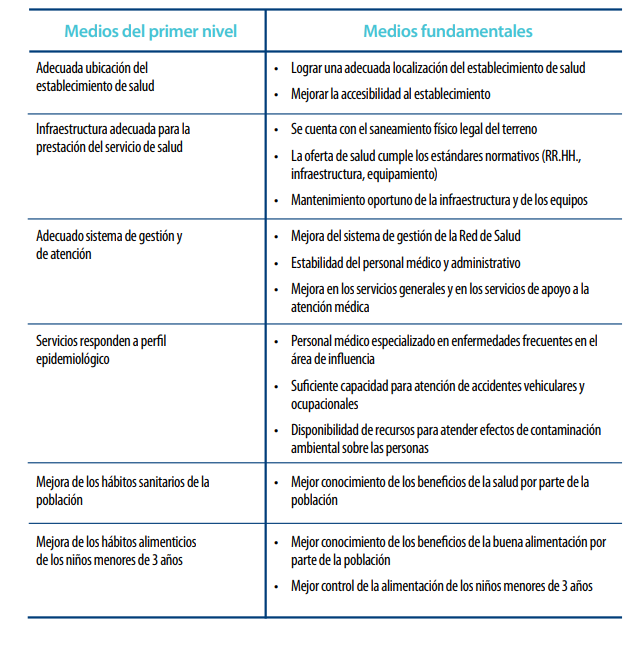 Medios del primer nivel
Medios fundamentales
Adecuada ubicación del
establecimiento de salud
• Lograr una adecuada localización del establecimiento de salud
• Mejorar la accesibilidad al establecimiento
Infraestructura adecuada para la
prestación del servicio de salud
• Se cuenta con el saneamiento físico legal del terreno
• La oferta de salud cumple los estándares normativos (RR.HH.,
infraestructura, equipamiento)
• Mantenimiento oportuno de la infraestructura y de los equipos
Adecuado sistema de gestión y
de atención
• Mejora del sistema de gestión de la Red de Salud
• Estabilidad del personal médico y administrativo
• Mejora en los servicios generales y en los servicios de apoyo a la
atención médica
Servicios responden a perfil
epidemiológico
• Personal médico especializado en enfermedades frecuentes en el
área de influencia
• Suficiente capacidad para atención de accidentes vehiculares y
ocupacionales
• Disponibilidad de recursos para atender efectos de contaminación
ambiental sobre las personas
Mejora de los hábitos sanitarios de la
población
• Mejor conocimiento de los beneficios de la salud por parte de la
población
Mejora de los hábitos alimenticios
de los niños menores de 3 años
• Mejor conocimiento de los beneficios de la buena alimentación por
parte de la población
• Mejor control de la alimentación de los niños menores de 3 años